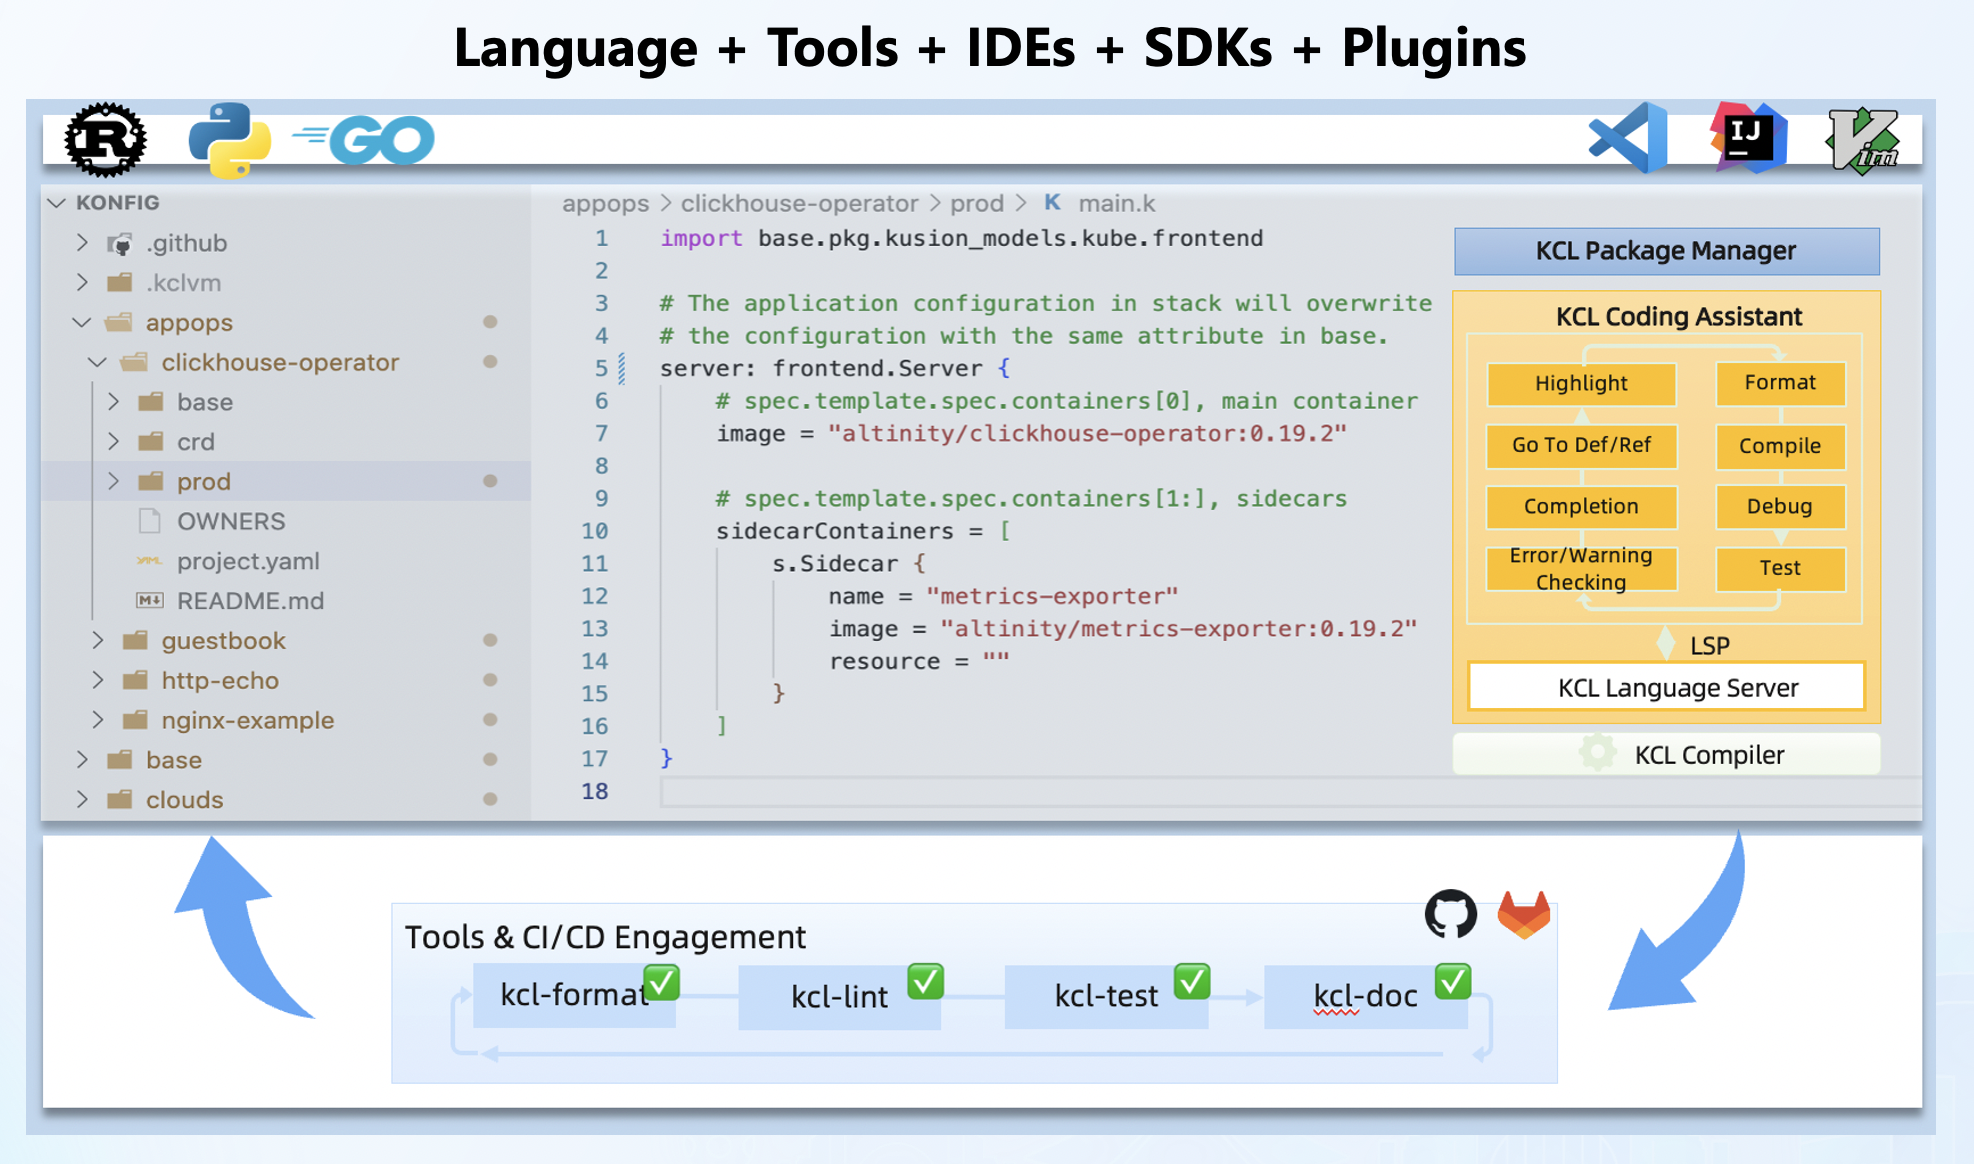 Language + Tools + IDEs + SDKs + Plugins
R
GO
IJ
Vim
KONFIG
.github
.kclvm
appops
clickhouse-operator
base
crd
prod
OWNERS
YAML project.yaml
M↓ README.md
guestbook
http-echo
nginx-example
base
clouds
appops > clickhouse-operator > prod > K main.k
1 import base.pkg.kusion_models.kube.frontend
2
3 # The application configuration in stack will overwrite
4 # the configuration with the same attribute in base.
5 server: frontend.Server {
6 # spec.template.spec.containers[0], main container
7 image = "altinity/clickhouse-operator:0.19.2"
8
9 # spec.template.spec.containers[1:], sidecars
10 sidecarContainers = [
11 s.Sidecar {
12 name = "metrics-exporter"
13 image = "altinity/metrics-exporter:0.19.2"
14 resource = ""
15 }
16 ]
17 }
18
KCL Package Manager
KCL Coding Assistant
Highlight
Go To Def/Ref
Completion
Error/Warning
Checking
Format
Compile
Debug
Test
LSP
KCL Language Server
KCL Compiler
Tools & CI/CD Engagement
kcl-format
kcl-lint
kcl-test
kcl-doc